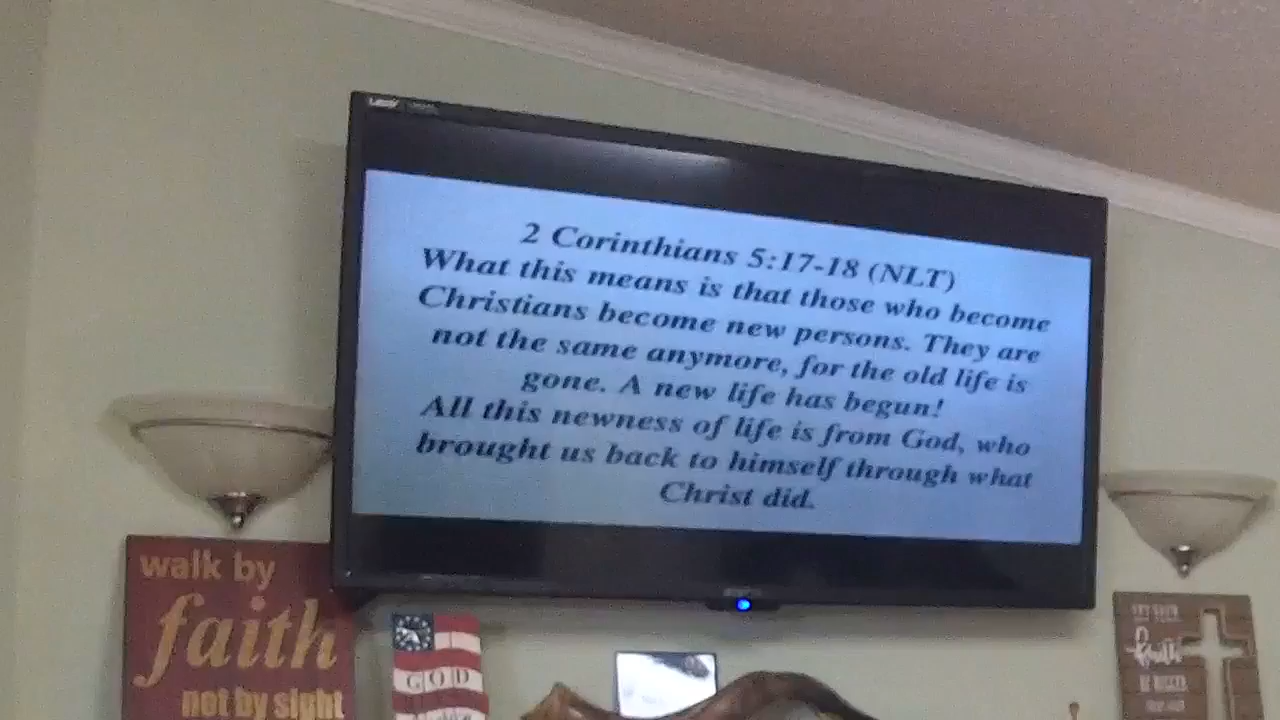 2 Corinthians 5:17-18 (NLT)
What this means is that those who become
Christians become new persons. They are
not the same anymore, for the old life is
gone. A new life has begun!
All this newness of life is from God, who
brought us back to himself through what
Christ did.
walk by
faith
not by sight
GOD